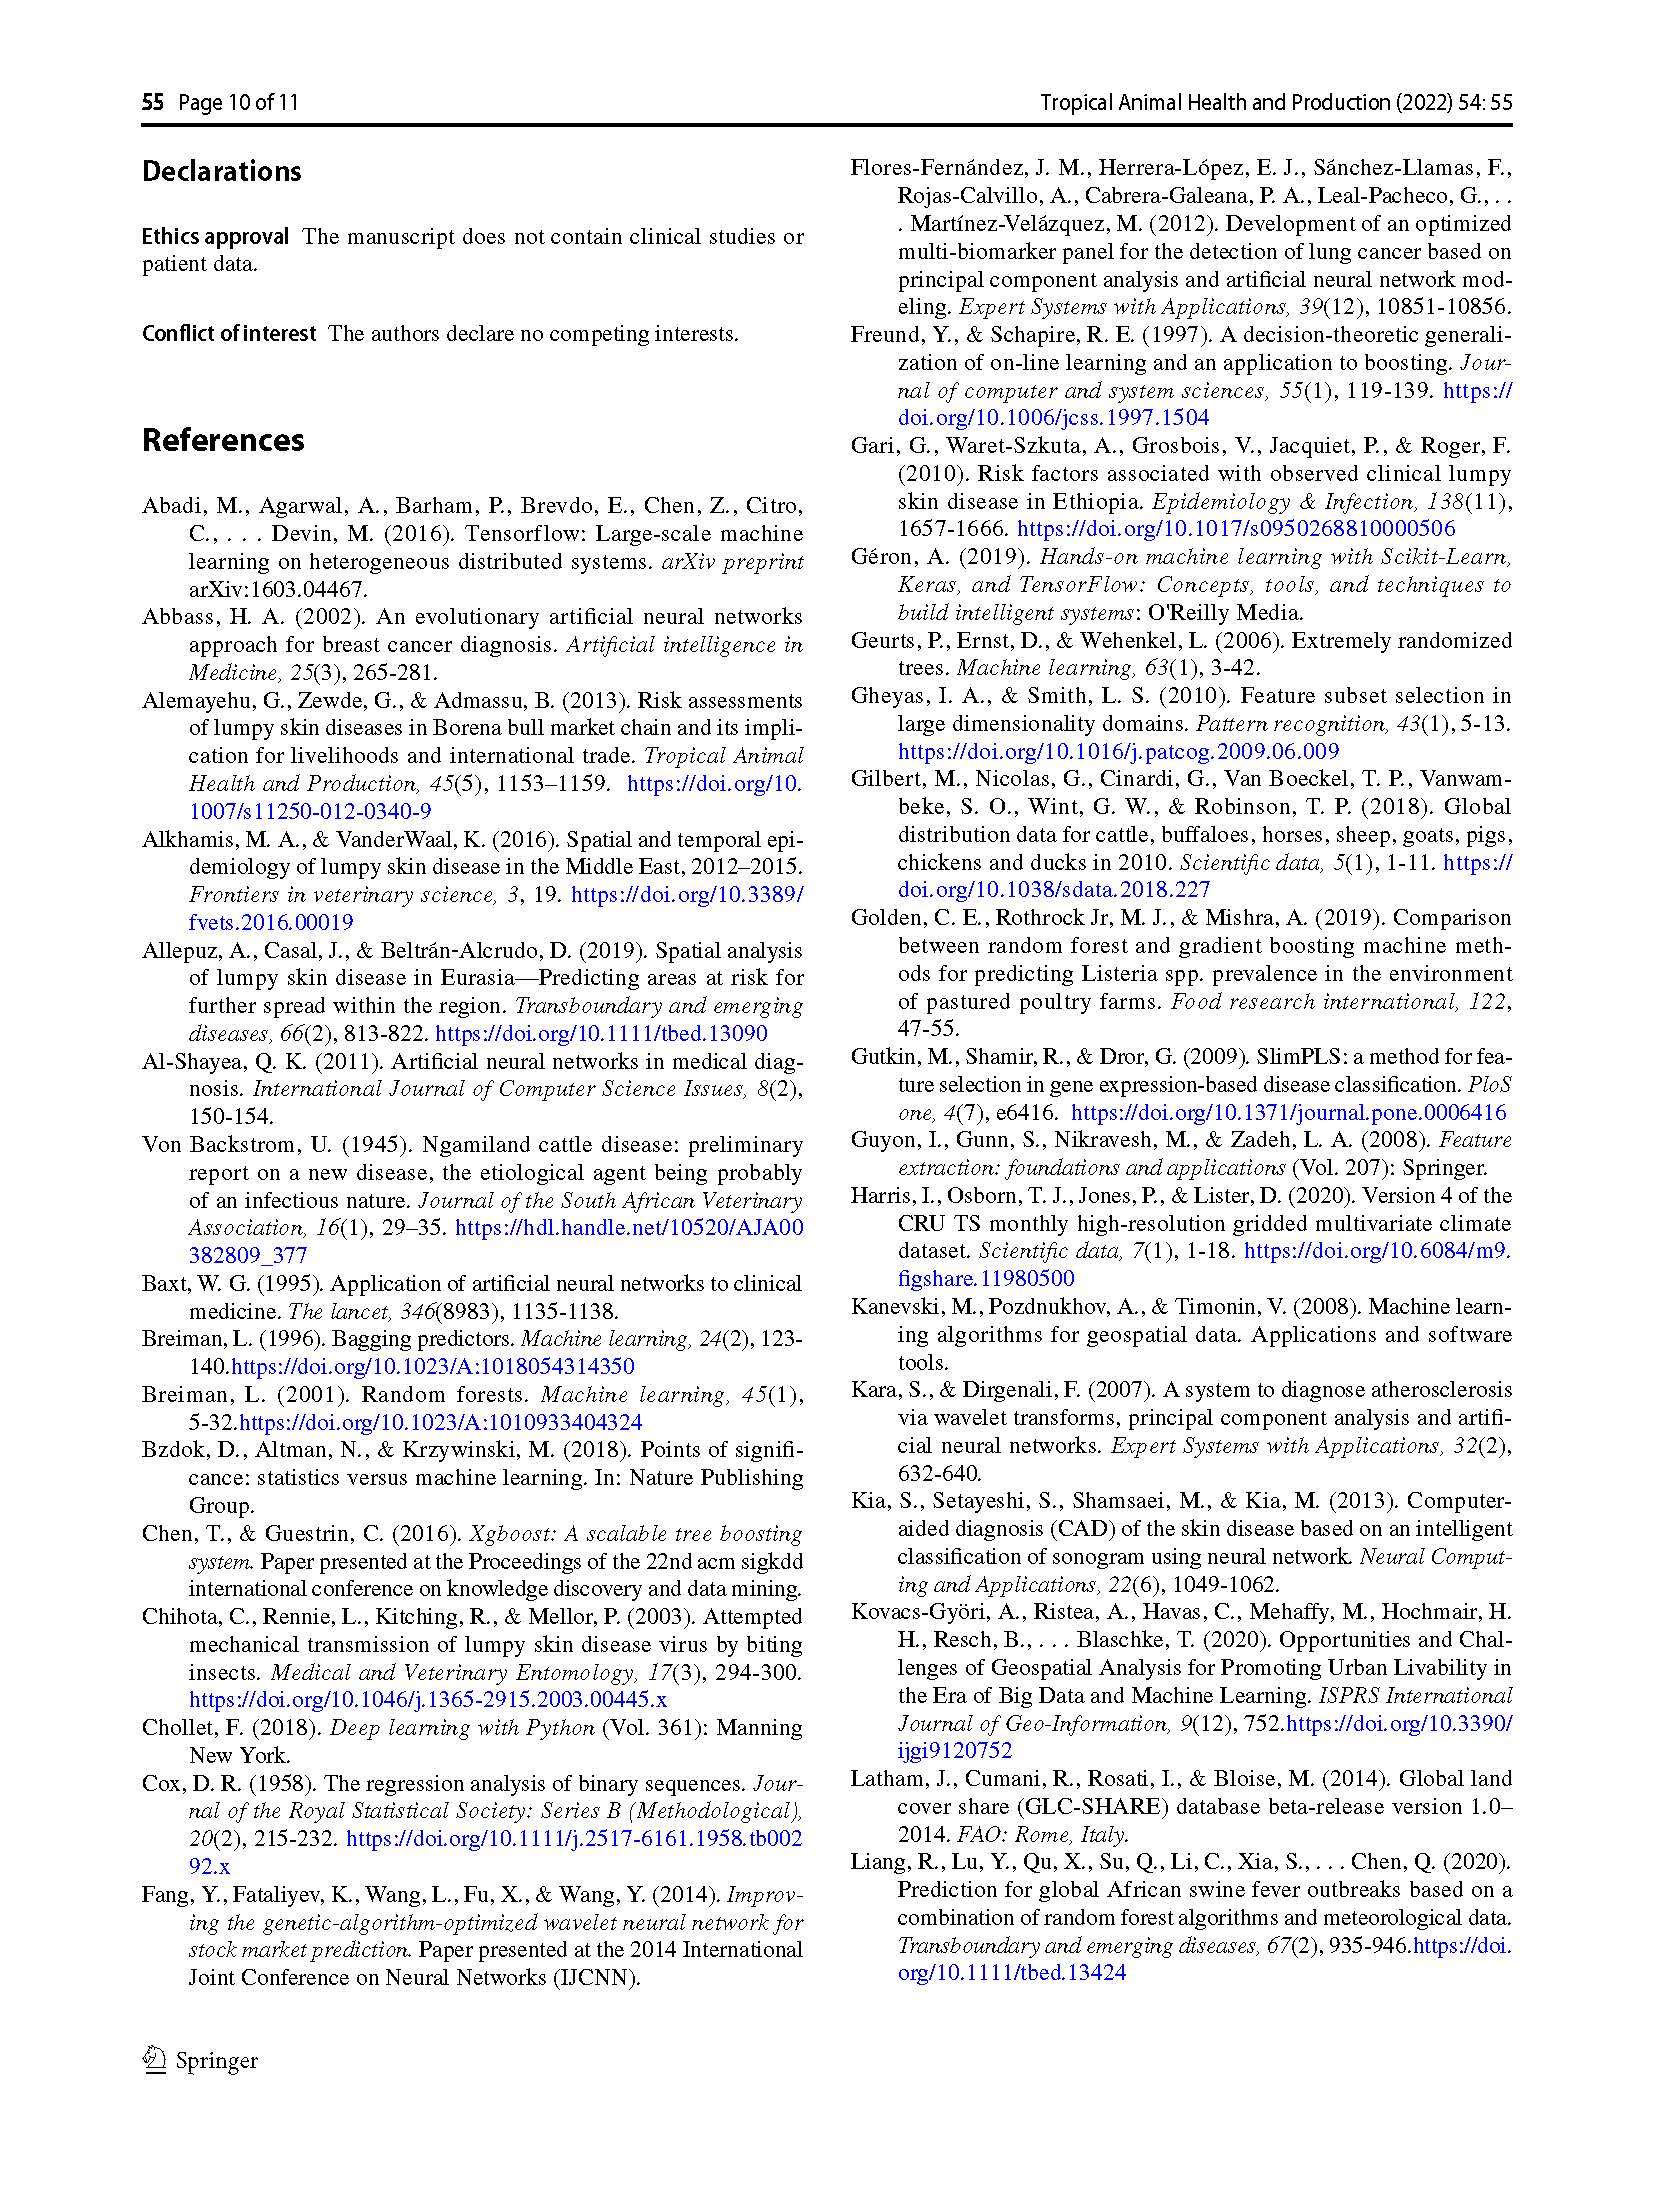 55 Page 10 of 11
Tropical Animal Health and Production (2022) 54: 55
Declarations
Ethics approval The manuscript does not contain clinical studies or
patient data.
Conflict of interest The authors declare no competing interests.
References
Abadi, M., Agarwal, A., Barham, P., Brevdo, E., Chen, Z., Citro,
C., . . . Devin, M. (2016). Tensorflow: Large-scale machine
learning on heterogeneous distributed systems. arXiv preprint
arXiv:1603.04467.
Abbass, H. A. (2002). An evolutionary artificial neural networks
approach for breast cancer diagnosis. Artificial intelligence in
Medicine, 25(3), 265-281.
Alemayehu, G., Zewde, G., & Admassu, B. (2013). Risk assessments
of lumpy skin diseases in Borena bull market chain and its impli-
cation for livelihoods and international trade. Tropical Animal
Health and Production, 45(5), 1153–1159. https://doi.org/10.
1007/s11250-012-0340-9
Alkhamis, M. A., & VanderWaal, K. (2016). Spatial and temporal epi-
demiology of lumpy skin disease in the Middle East, 2012–2015.
Frontiers in veterinary science, 3, 19. https://doi.org/10.3389/
fvets.2016.00019
Allepuz, A., Casal, J., & Beltrán-Alcrudo, D. (2019). Spatial analysis
of lumpy skin disease in Eurasia—Predicting areas at risk for
further spread within the region. Transboundary and emerging
diseases, 66(2), 813-822. https://doi.org/10.1111/tbed.13090
Al-Shayea, Q. K. (2011). Artificial neural networks in medical diag-
nosis. International Journal of Computer Science Issues, 8(2),
150-154.
Von Backstrom, U. (1945). Ngamiland cattle disease: preliminary
report on a new disease, the etiological agent being probably
of an infectious nature. Journal of the South African Veterinary
Association, 16(1), 29–35. https://hdl.handle.net/10520/AJA00
382809_377
Baxt, W. G. (1995). Application of artificial neural networks to clinical
medicine. The lancet, 346(8983), 1135-1138.
Breiman, L. (1996). Bagging predictors. Machine learning, 24(2), 123-
140.https://doi.org/10.1023/A:1018054314350
Breiman, L. (2001). Random forests. Machine learning, 45(1),
5-32.https://doi.org/10.1023/A:1010933404324
Bzdok, D., Altman, N., & Krzywinski, M. (2018). Points of signifi-
cance: statistics versus machine learning. In: Nature Publishing
Group.
Chen, T., & Guestrin, C. (2016). Xgboost: A scalable tree boosting
system. Paper presented at the Proceedings of the 22nd acm sigkdd
international conference on knowledge discovery and data mining.
Chihota, C., Rennie, L., Kitching, R., & Mellor, P. (2003). Attempted
mechanical transmission of lumpy skin disease virus by biting
insects. Medical and Veterinary Entomology, 17(3), 294-300.
https://doi.org/10.1046/j.1365-2915.2003.00445.x
Chollet, F. (2018). Deep learning with Python (Vol. 361): Manning
New York.
Cox, D. R. (1958). The regression analysis of binary sequences. Jour-
nal of the Royal Statistical Society: Series B (Methodological),
20(2), 215-232. https://doi.org/10.1111/j.2517-6161.1958.tb002
92.x
Fang, Y., Fataliyev, K., Wang, L., Fu, X., & Wang, Y. (2014). Improv-
ing the genetic-algorithm-optimized wavelet neural network for
stock market prediction. Paper presented at the 2014 International
Joint Conference on Neural Networks (IJCNN).
Flores-Fernández, J. M., Herrera-López, E. J., Sánchez-Llamas, F.,
Rojas-Calvillo, A., Cabrera-Galeana, P. A., Leal-Pacheco, G., . .
. Martínez-Velázquez, M. (2012). Development of an optimized
multi-biomarker panel for the detection of lung cancer based on
principal component analysis and artificial neural network mod-
eling. Expert Systems with Applications, 39(12), 10851-10856.
Freund, Y., & Schapire, R. E. (1997). A decision-theoretic generali-
zation of on-line learning and an application to boosting. Jour-
nal of computer and system sciences, 55(1), 119-139. https://
doi.org/10.1006/jcss.1997.1504
Gari, G., Waret-Szkuta, A., Grosbois, V., Jacquiet, P., & Roger, F.
(2010). Risk factors associated with observed clinical lumpy
skin disease in Ethiopia. Epidemiology & Infection, 138(11),
1657-1666. https://doi.org/10.1017/s0950268810000506
Géron, A. (2019). Hands-on machine learning with Scikit-Learn,
Keras, and TensorFlow: Concepts, tools, and techniques to
build intelligent systems: O'Reilly Media.
Geurts, P., Ernst, D., & Wehenkel, L. (2006). Extremely randomized
trees. Machine learning, 63(1), 3-42.
Gheyas, I. A., & Smith, L. S. (2010). Feature subset selection in
large dimensionality domains. Pattern recognition, 43(1), 5-13.
https://doi.org/10.1016/j.patcog.2009.06.009
Gilbert, M., Nicolas, G., Cinardi, G., Van Boeckel, T. P., Vanwam-
beke, S. O., Wint, G. W., & Robinson, T. P. (2018). Global
distribution data for cattle, buffaloes, horses, sheep, goats, pigs,
chickens and ducks in 2010. Scientific data, 5(1), 1-11. https://
doi.org/10.1038/sdata.2018.227
Golden, C. E., Rothrock Jr, M. J., & Mishra, A. (2019). Comparison
between random forest and gradient boosting machine meth-
ods for predicting Listeria spp. prevalence in the environment
of pastured poultry farms. Food research international, 122,
47-55.
Gutkin, M., Shamir, R., & Dror, G. (2009). SlimPLS: a method for fea-
ture selection in gene expression-based disease classification. PloS
one, 4(7), e6416. https://doi.org/10.1371/journal.pone.0006416
Guyon, I., Gunn, S., Nikravesh, M., & Zadeh, L. A. (2008). Feature
extraction: foundations and applications (Vol. 207): Springer.
Harris, I., Osborn, T. J., Jones, P., & Lister, D. (2020). Version 4 of the
CRU TS monthly high-resolution gridded multivariate climate
dataset. Scientific data, 7(1), 1-18. https://doi.org/10.6084/m9.
figshare.11980500
Kanevski, M., Pozdnukhov, A., & Timonin, V. (2008). Machine learn-
ing algorithms for geospatial data. Applications and software
tools.
Kara, S., & Dirgenali, F. (2007). A system to diagnose atherosclerosis
via wavelet transforms, principal component analysis and artifi-
cial neural networks. Expert Systems with Applications, 32(2),
632-640.
Kia, S., Setayeshi, S., Shamsaei, M., & Kia, M. (2013). Computer-
aided diagnosis (CAD) of the skin disease based on an intelligent
classification of sonogram using neural network. Neural Comput-
ing and Applications, 22(6), 1049-1062.
Kovacs-Györi, A., Ristea, A., Havas, C., Mehaffy, M., Hochmair, H.
H., Resch, B., . . . Blaschke, T. (2020). Opportunities and Chal-
lenges of Geospatial Analysis for Promoting Urban Livability in
the Era of Big Data and Machine Learning. ISPRS International
Journal of Geo-Information, 9(12), 752.https://doi.org/10.3390/
ijgi9120752
Latham, J., Cumani, R., Rosati, I., & Bloise, M. (2014). Global land
cover share (GLC-SHARE) database beta-release version 1.0–
2014. FAO: Rome, Italy.
Liang, R., Lu, Y., Qu, X., Su, Q., Li, C., Xia, S., . . . Chen, Q. (2020).
Prediction for global African swine fever outbreaks based on a
combination of random forest algorithms and meteorological data.
Transboundary and emerging diseases, 67(2), 935-946.https://doi.
org/10.1111/tbed.13424
Springer